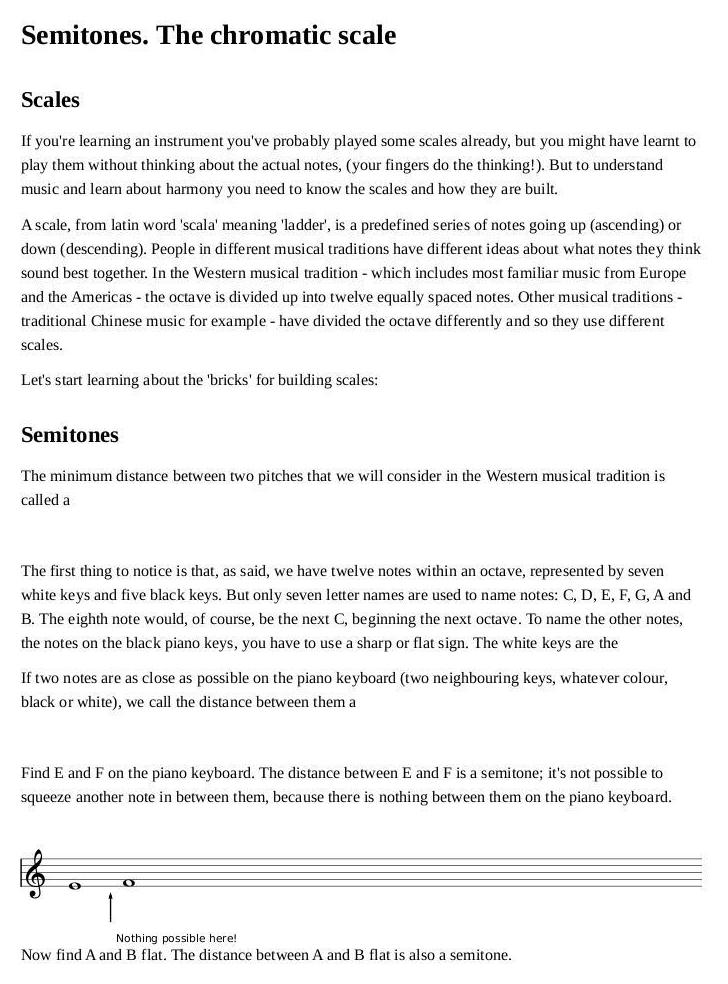 Semitones. The chromatic scale
Scales
If you're learning an instrument you've probably played some scales already, but you might have learnt to
play them without thinking about the actual notes, (your fingers do the thinking!). But to understand
music and learn about harmony you need to know the scales and how they are built.
A scale, from latin word 'scala' meaning 'ladder', is a predefined series of notes going up (ascending) or
down (descending). People in different musical traditions have different ideas about what notes they think
sound best together. In the Western musical tradition - which includes most familiar music from Europe
and the Americas - the octave is divided up into twelve equally spaced notes. Other musical traditions -
traditional Chinese music for example - have divided the octave differently and so they use different
scales.
Let's start learning about the 'bricks' for building scales:
Semitones
The minimum distance between two pitches that we will consider in the Western musical tradition is
called a
The first thing to notice is that, as said, we have twelve notes within an octave, represented by seven
white keys and five black keys. But only seven letter names are used to name notes: C, D, E, F, G, A and
B. The eighth note would, of course, be the next C, beginning the next octave. To name the other notes,
the notes on the black piano keys, you have to use a sharp or flat sign. The white keys are the
If two notes are as close as possible on the piano keyboard (two neighbouring keys, whatever colour,
black or white), we call the distance between them a
Find E and F on the piano keyboard. The distance between E and F is a semitone; it's not possible to
squeeze another note in between them, because there is nothing between them on the piano keyboard.
Nothing possible here!
Now find A and B flat. The distance between A and B flat is also a semitone.